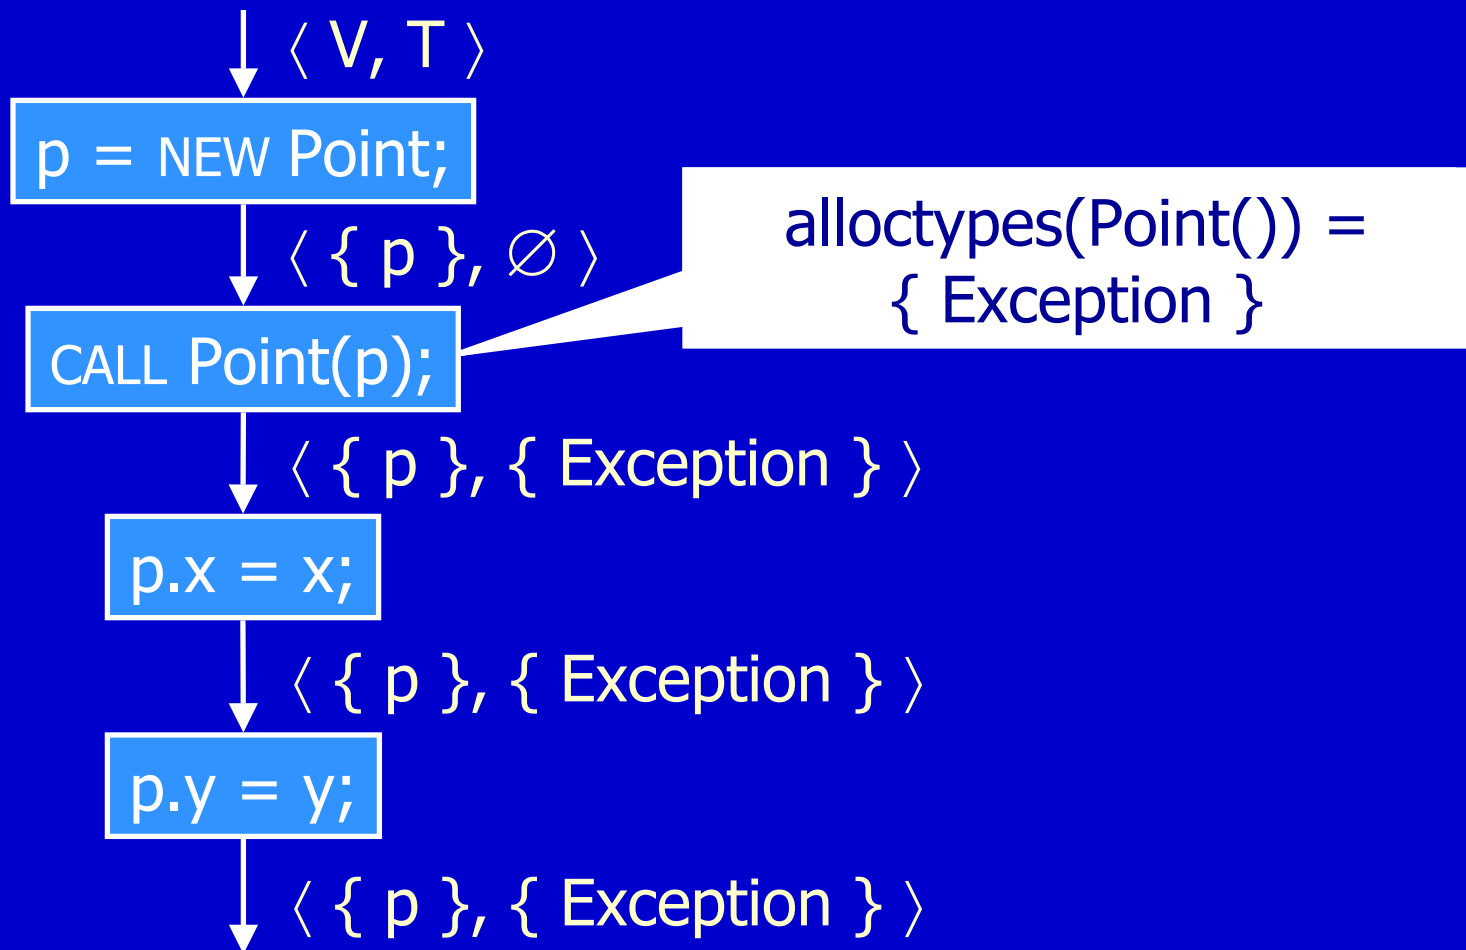 〈 V, T 〉
p = NEW Point;
〈 { p }, ∅ 〉
alloctypes(Point()) =
{ Exception }
CALL Point(p);
〈 { p }, { Exception } 〉
p.x = x;
〈 { p }, { Exception } 〉
p.y = y;
〈 { p }, { Exception } 〉